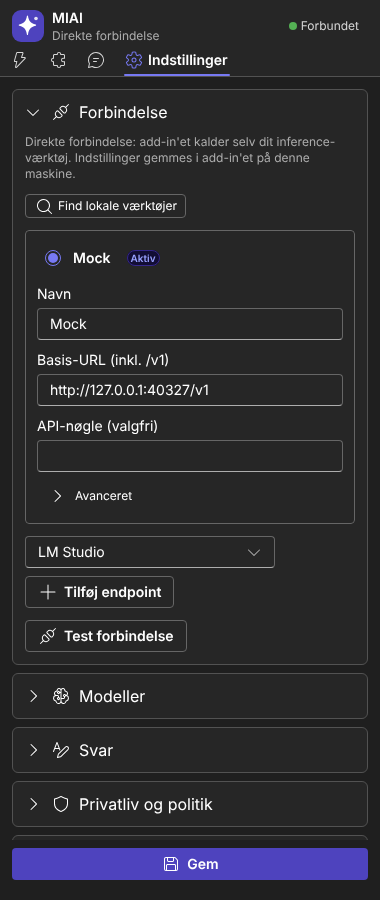 MIAI
Direkte forbindelse
Forbundet
Indstillinger
Forbindelse
Direkte forbindelse: add-in'et kalder selv dit inference-
værktøj. Indstillinger gemmes i add-in'et på denne
maskine.
Find lokale værktøjer
Mock Aktiv
Navn
Mock
Basis-URL (inkl. /v1)
http://127.0.0.1:40327/v1
API-nøgle (valgfri)
Avanceret
LM Studio
Tilføj endpoint
Test forbindelse
Modeller
Svar
Privatliv og politik
Gem